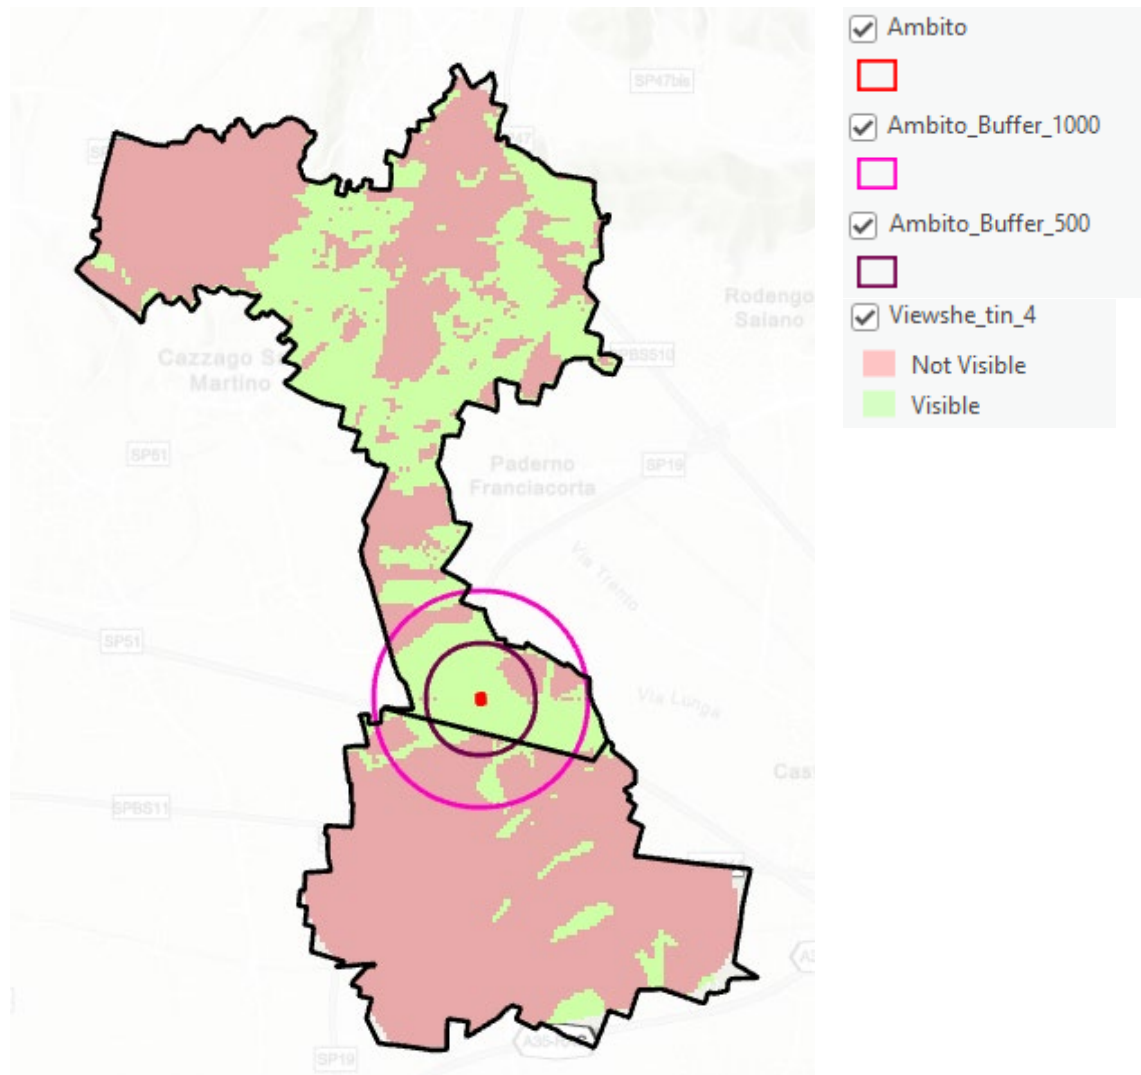 SP47bis
Rodengo
Saiano
Martino
SP51
Paderno
Franciacorta
SP19
Via Trento
SP51
Via Lunga
SPBS11
SP19
Ambito
Ambito_Buffer_1000
Ambito_Buffer_500
Viewshe_tin_4
Not Visible
Visible